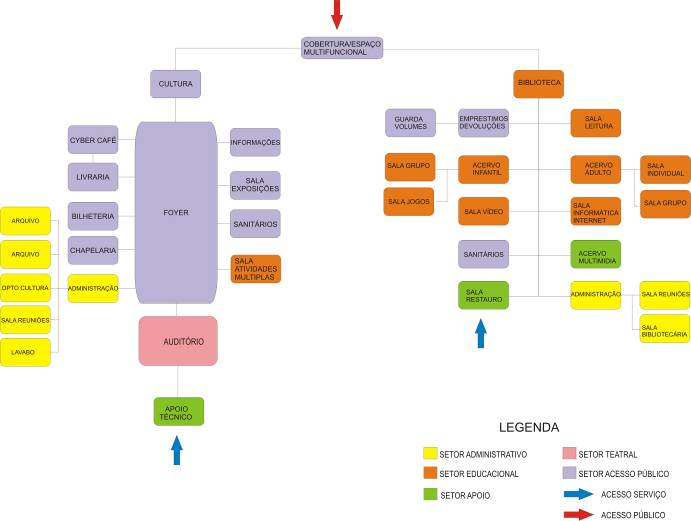 COBERTURA/ESPAÇO
MULTIFUNCIONAL
CULTURA
BIBLIOTECA
CYBER CAFÉ
LIVRARIA
BILHETERIA
CHAPELARIA
ADMINISTRAÇÃO
ARQUIVO
ARQUIVO
DPTO CULTURA
SALA REUNIÕES
LAVABO
FOYER
INFORMAÇÕES
SALA
EXPOSIÇÕES
SANITÁRIOS
SALA
ATIVIDADES
MULTIPLAS
AUDITÓRIO
APOIO
TÉCNICO
GUARDA
VOLUMES
EMPRESTIMOS
DEVOLUÇÕES
SALA
LEITURA
SALA GRUPO
SALA JOGOS
ACERVO
INFANTIL
ACERVO
ADULTO
SALA
INDIVIDUAL
SALA GRUPO
SALA VÍDEO
SALA
INFORMÁTICA
INTERNET
SANITÁRIOS
ACERVO
MULTIMIDIA
SALA
RESTAURO
ADMINISTRAÇÃO
SALA REUNIÕES
SALA
BIBLIOTECÁRIA
LEGENDA
SETOR ADMINISTRATIVO
SETOR EDUCACIONAL
SETOR APOIO
SETOR TEATRAL
SETOR ACESSO PÚBLICO
ACESSO SERVIÇO
ACESSO PÚBLICO